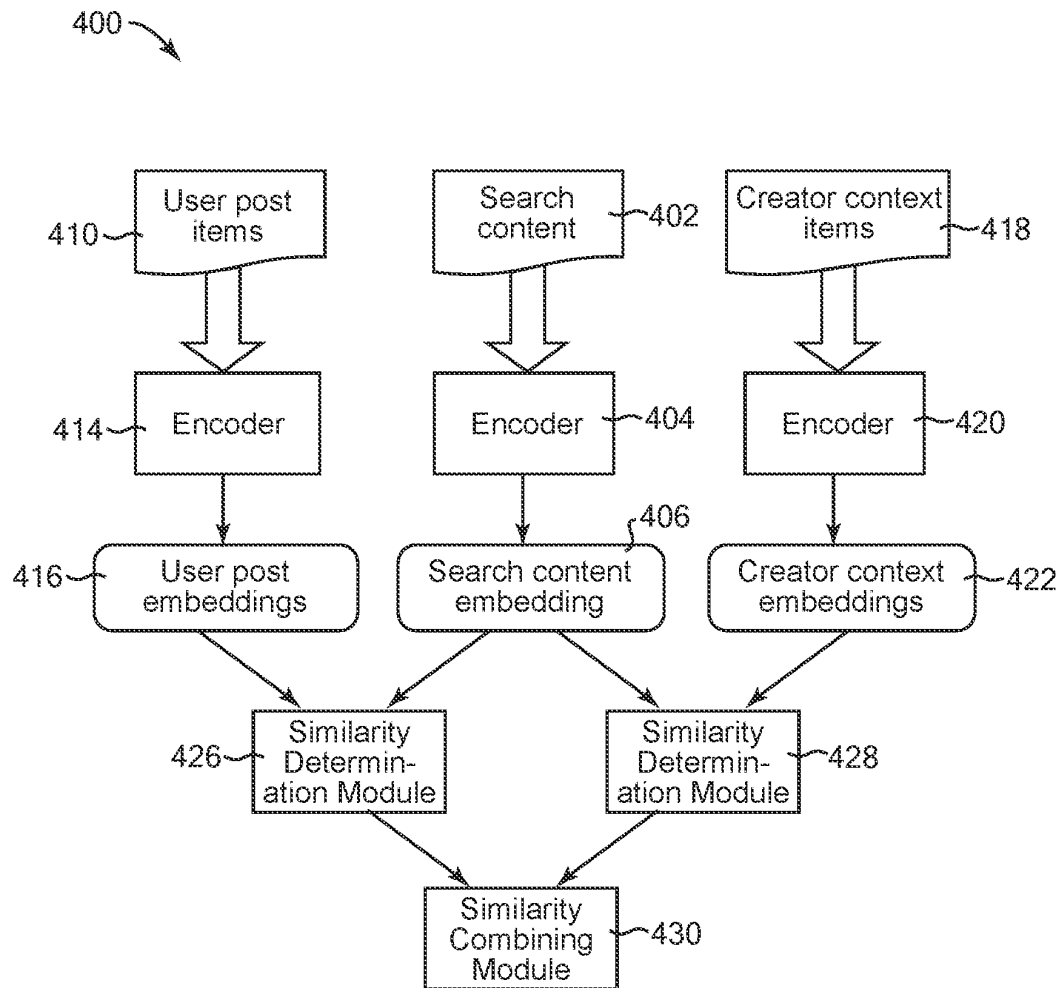 400
User post
items
410
Search
content
402
Creator context
items
418
414
Encoder
Encoder
404
Encoder
420
406
416
User post
embeddings
Search content
embedding
Creator context
embeddings
422
426
Similarity
Determin-
ation Module
Similarity
Determin-
ation Module
428
Similarity
Combining
Module
430